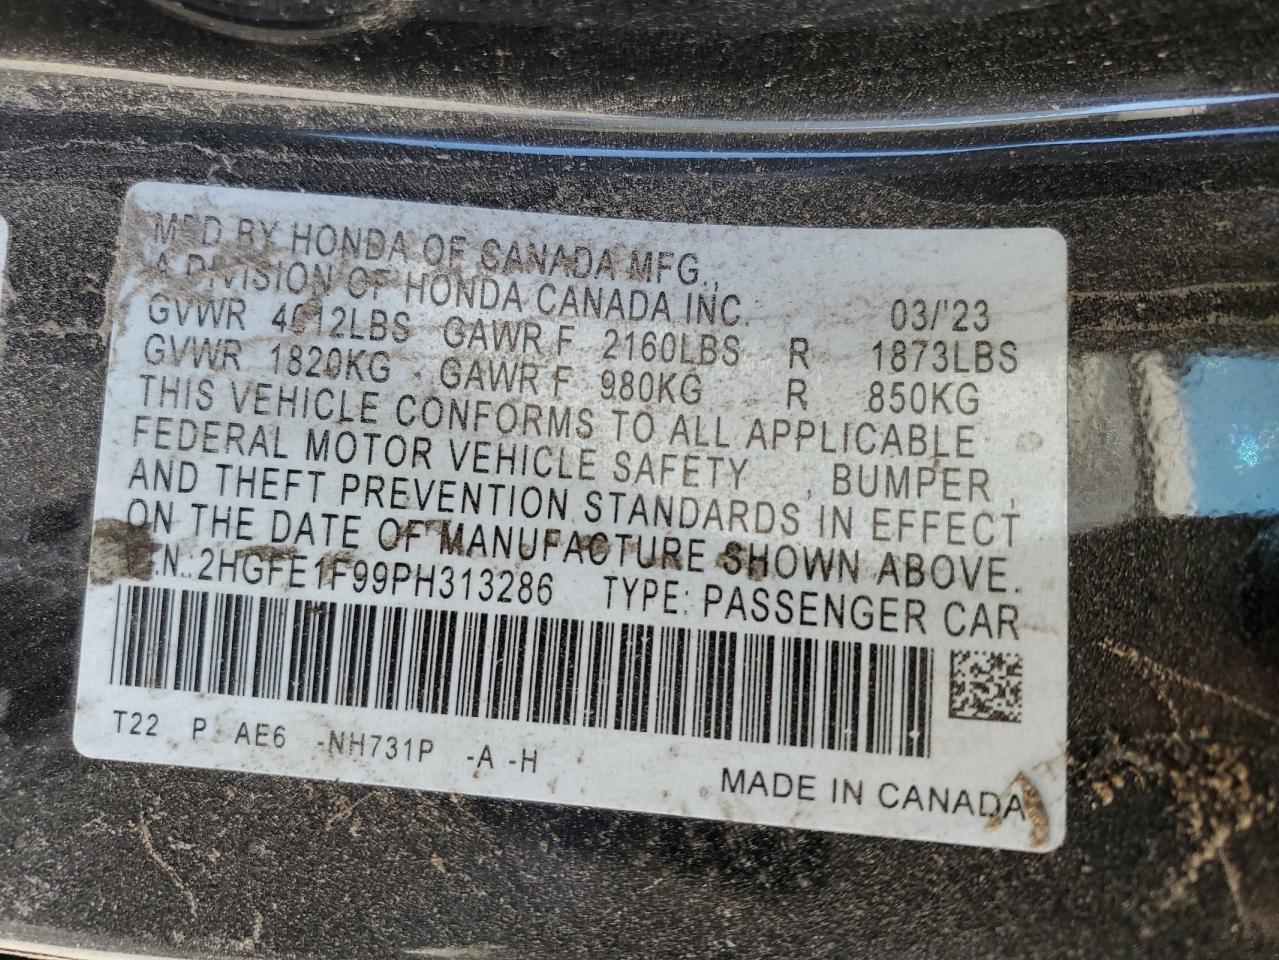 MFD BY HONDA OF CANADA MFG.,
A DIVISION OF HONDA CANADA INC. 03/'23
GVWR 4012LBS GAWR F 2160LBS R 1873LBS
GVWR 1820KG GAWR F 980KG R 850KG
THIS VEHICLE CONFORMS TO ALL APPLICABLE
FEDERAL MOTOR VEHICLE SAFETY , BUMPER ,
AND THEFT PREVENTION STANDARDS IN EFFECT
ON THE DATE OF MANUFACTURE SHOWN ABOVE.
2HGFE1F99PH313286 TYPE: PASSENGER CAR
T22 P AE6 -NH731P -A -H
MADE IN CANADA